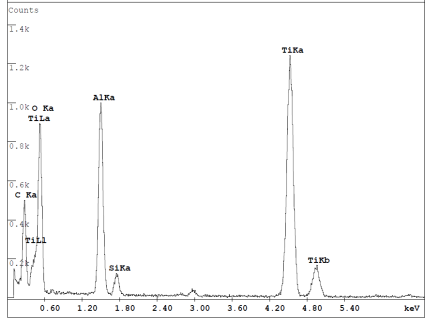 Counts
1.4k
TiKa
1.2k
AlKa
1.0k
O Ka
TiLa
0.8k
0.6k
C Ka
0.4k
TiLl
SiKa
TiKb
0.2k
0.60 1.20 1.80 2.40 3.00 3.60 4.20 4.80 5.40 keV